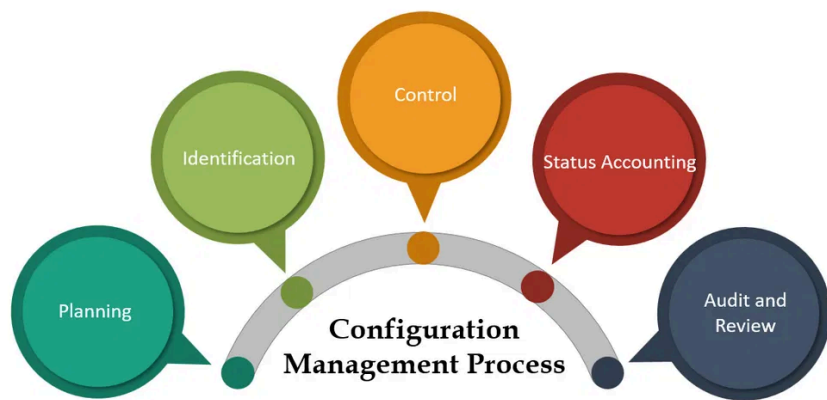 Planning
Identification
Control
Status Accounting
Audit and
Review
Configuration
Management Process